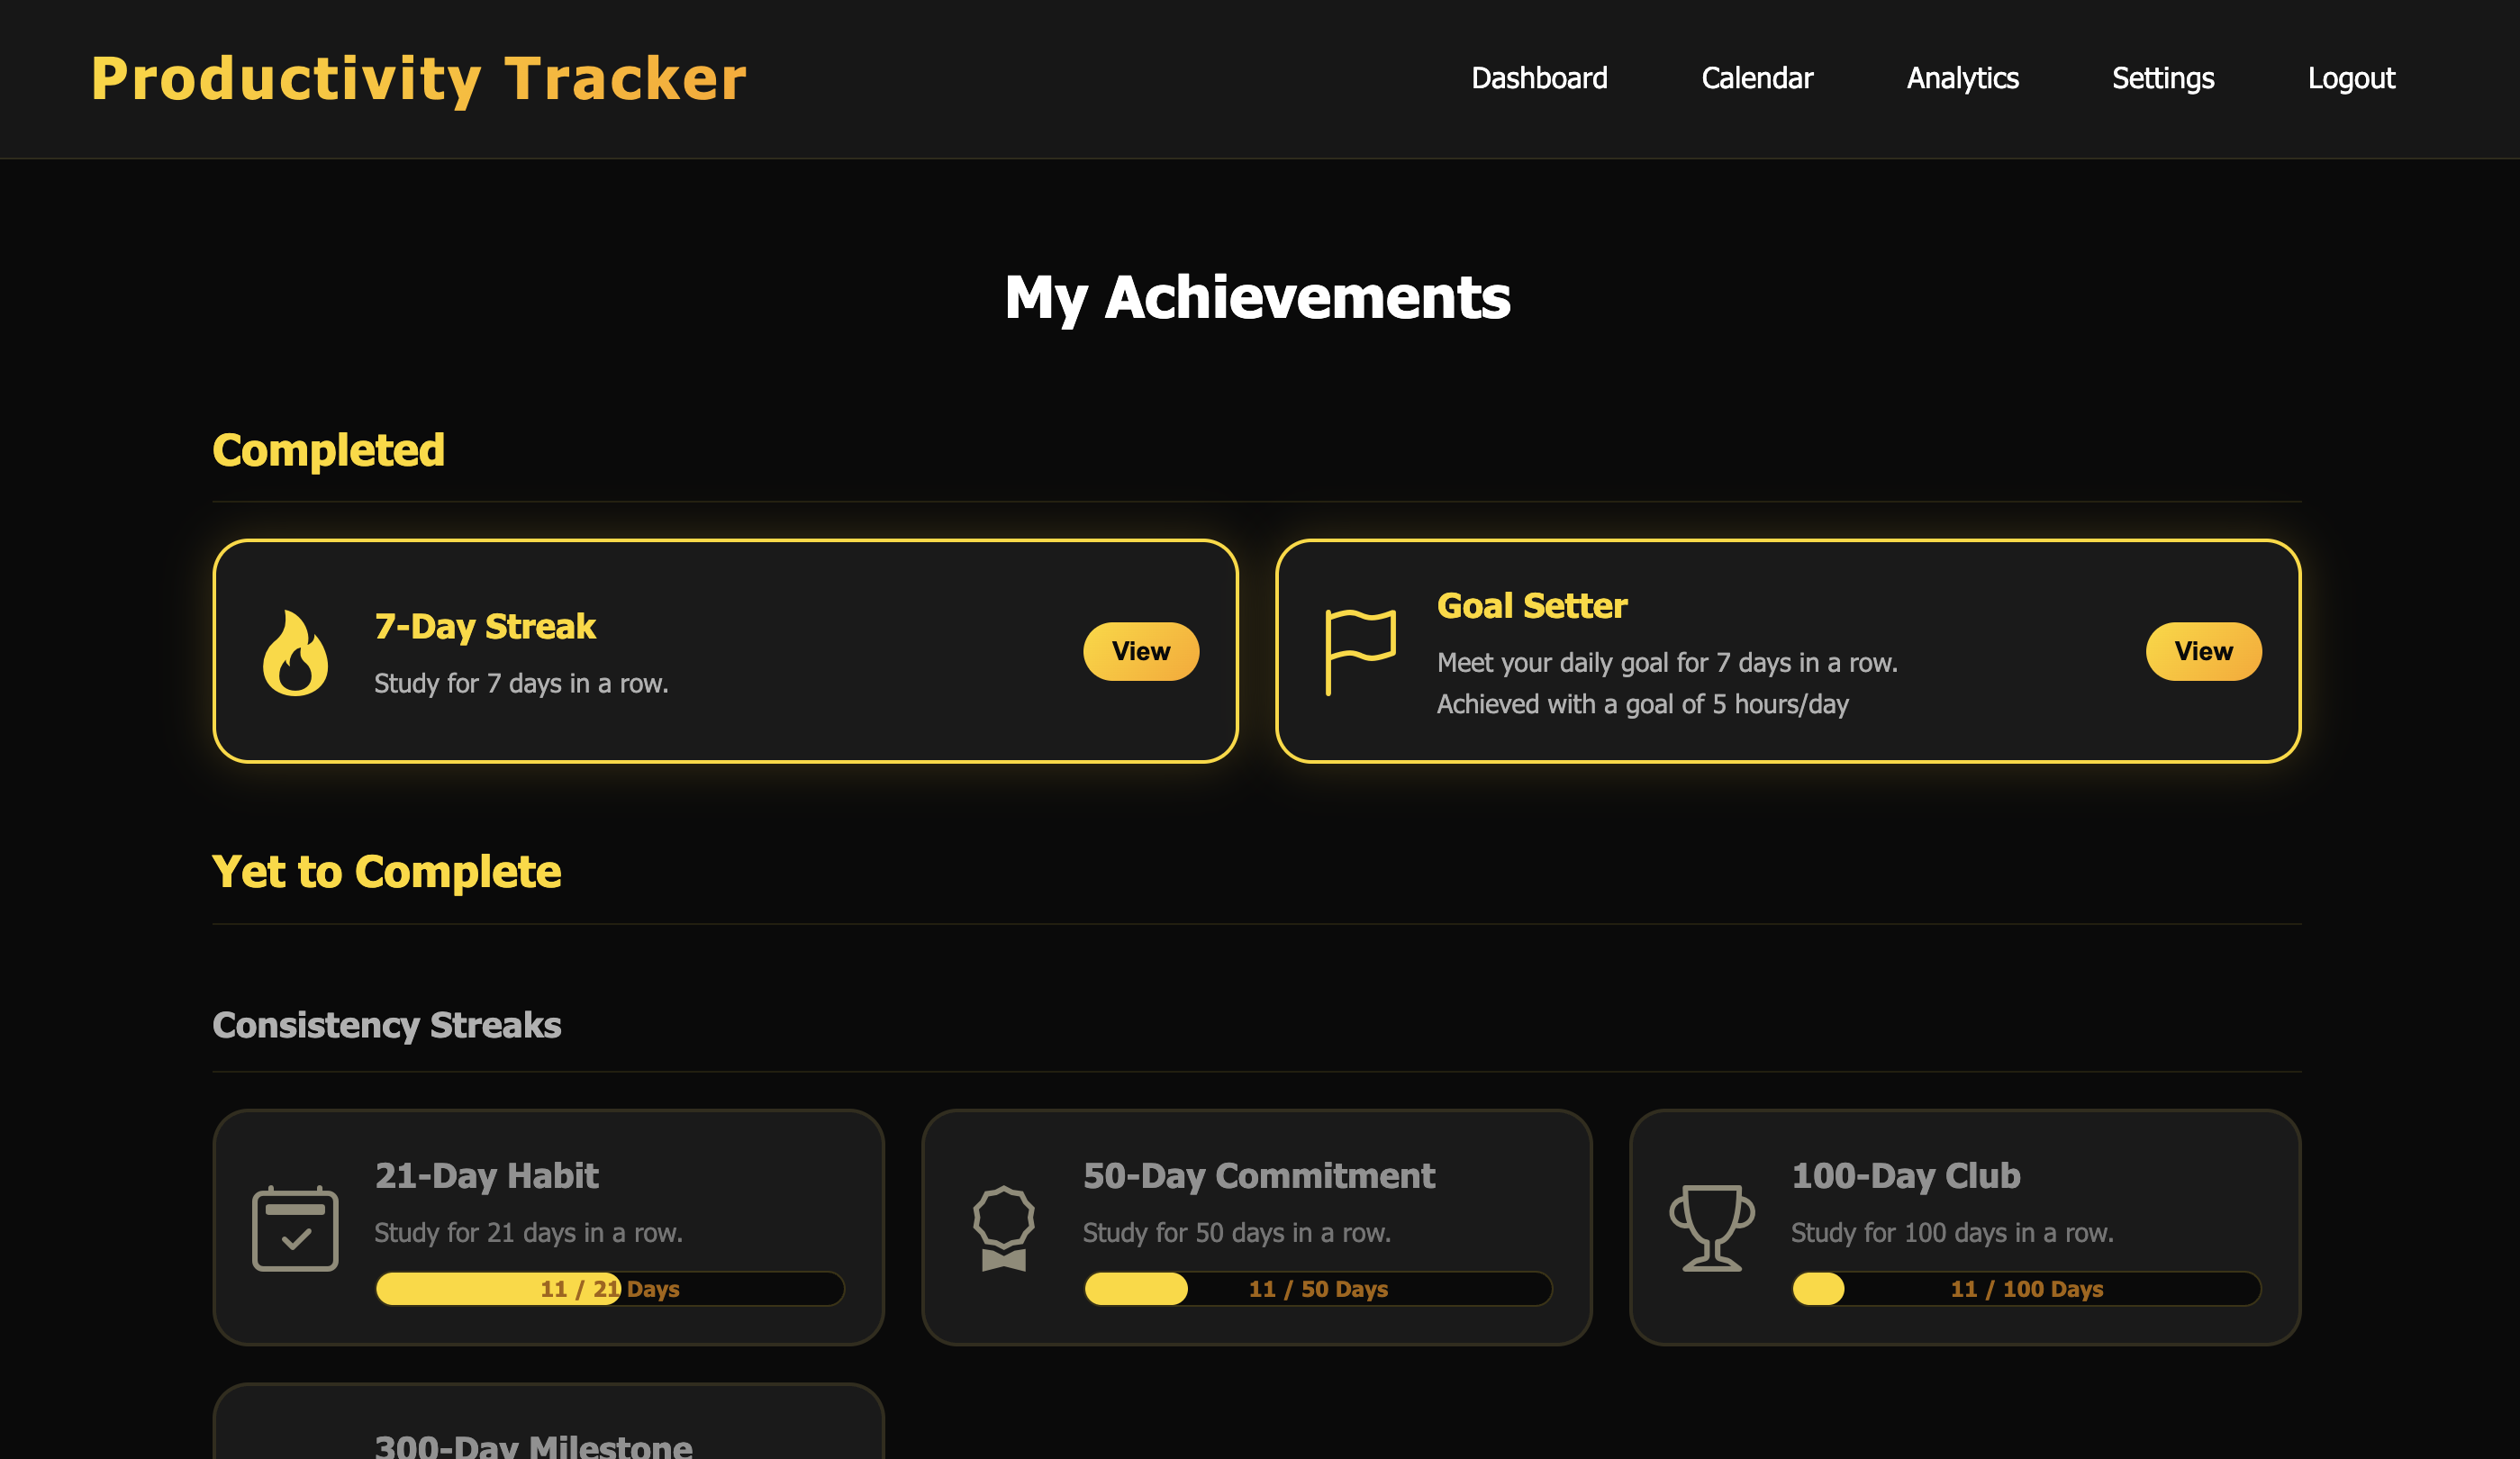 Productivity Tracker
Dashboard
Calendar
Analytics
Settings
Logout
My Achievements
Completed
7-Day Streak
Study for 7 days in a row.
View
Goal Setter
Meet your daily goal for 7 days in a row.
Achieved with a goal of 5 hours/day
View
Yet to Complete
Consistency Streaks
21-Day Habit
Study for 21 days in a row.
11 / 21 Days
50-Day Commitment
Study for 50 days in a row.
11 / 50 Days
100-Day Club
Study for 100 days in a row.
11 / 100 Days
300-Day Milestone